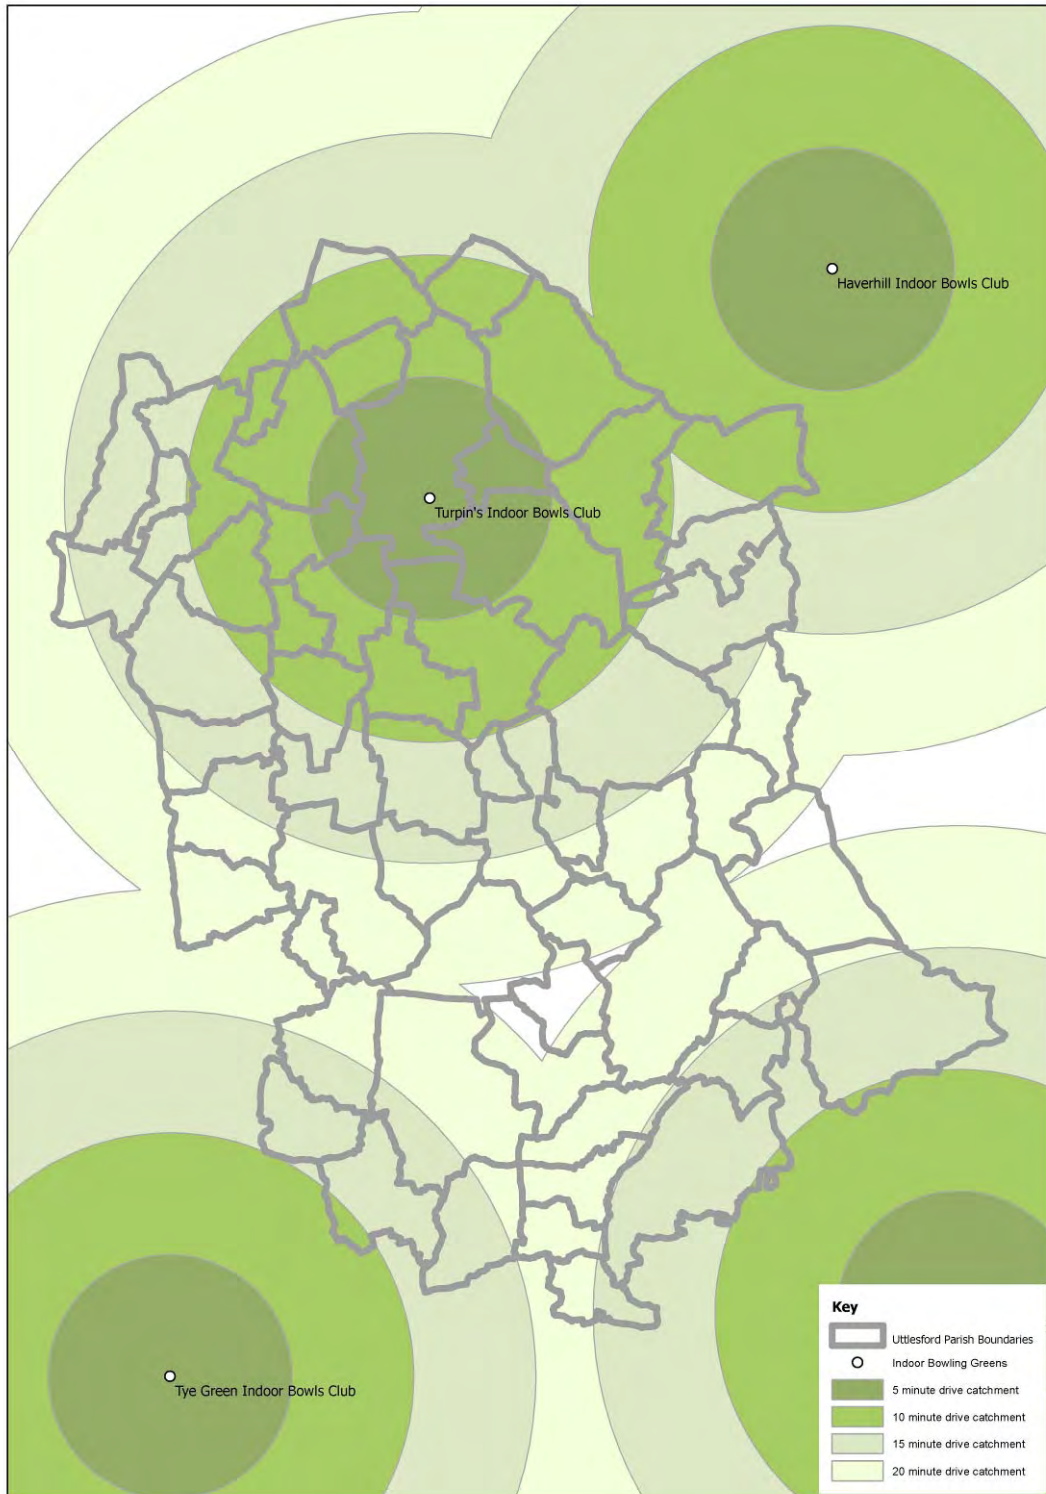 Haverhill Indoor Bowls Club
Turpin's Indoor Bowls Club
Tye Green Indoor Bowls Club
Key
Uttlesford Parish Boundaries
Indoor Bowling Greens
5 minute drive catchment
10 minute drive catchment
15 minute drive catchment
20 minute drive catchment